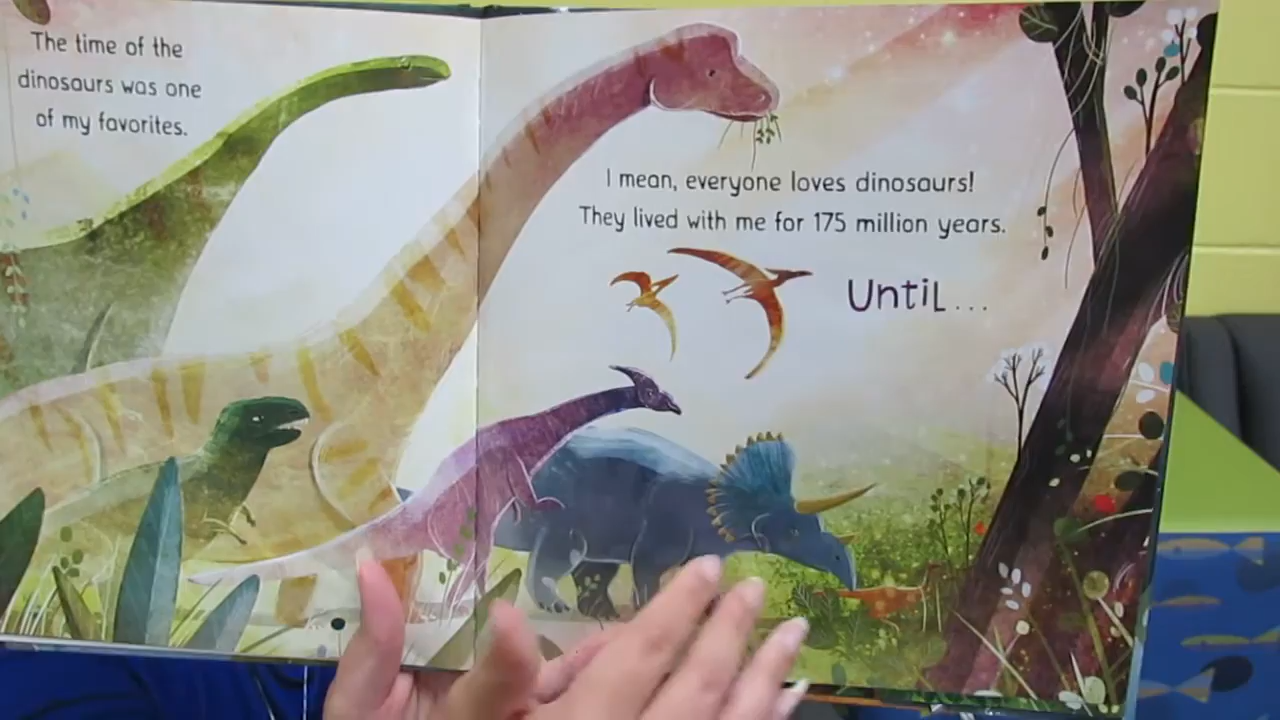 The time of the
dinosaurs was one
of my favorites.
I mean, everyone loves dinosaurs!
They lived with me for 175 million years.
Until...